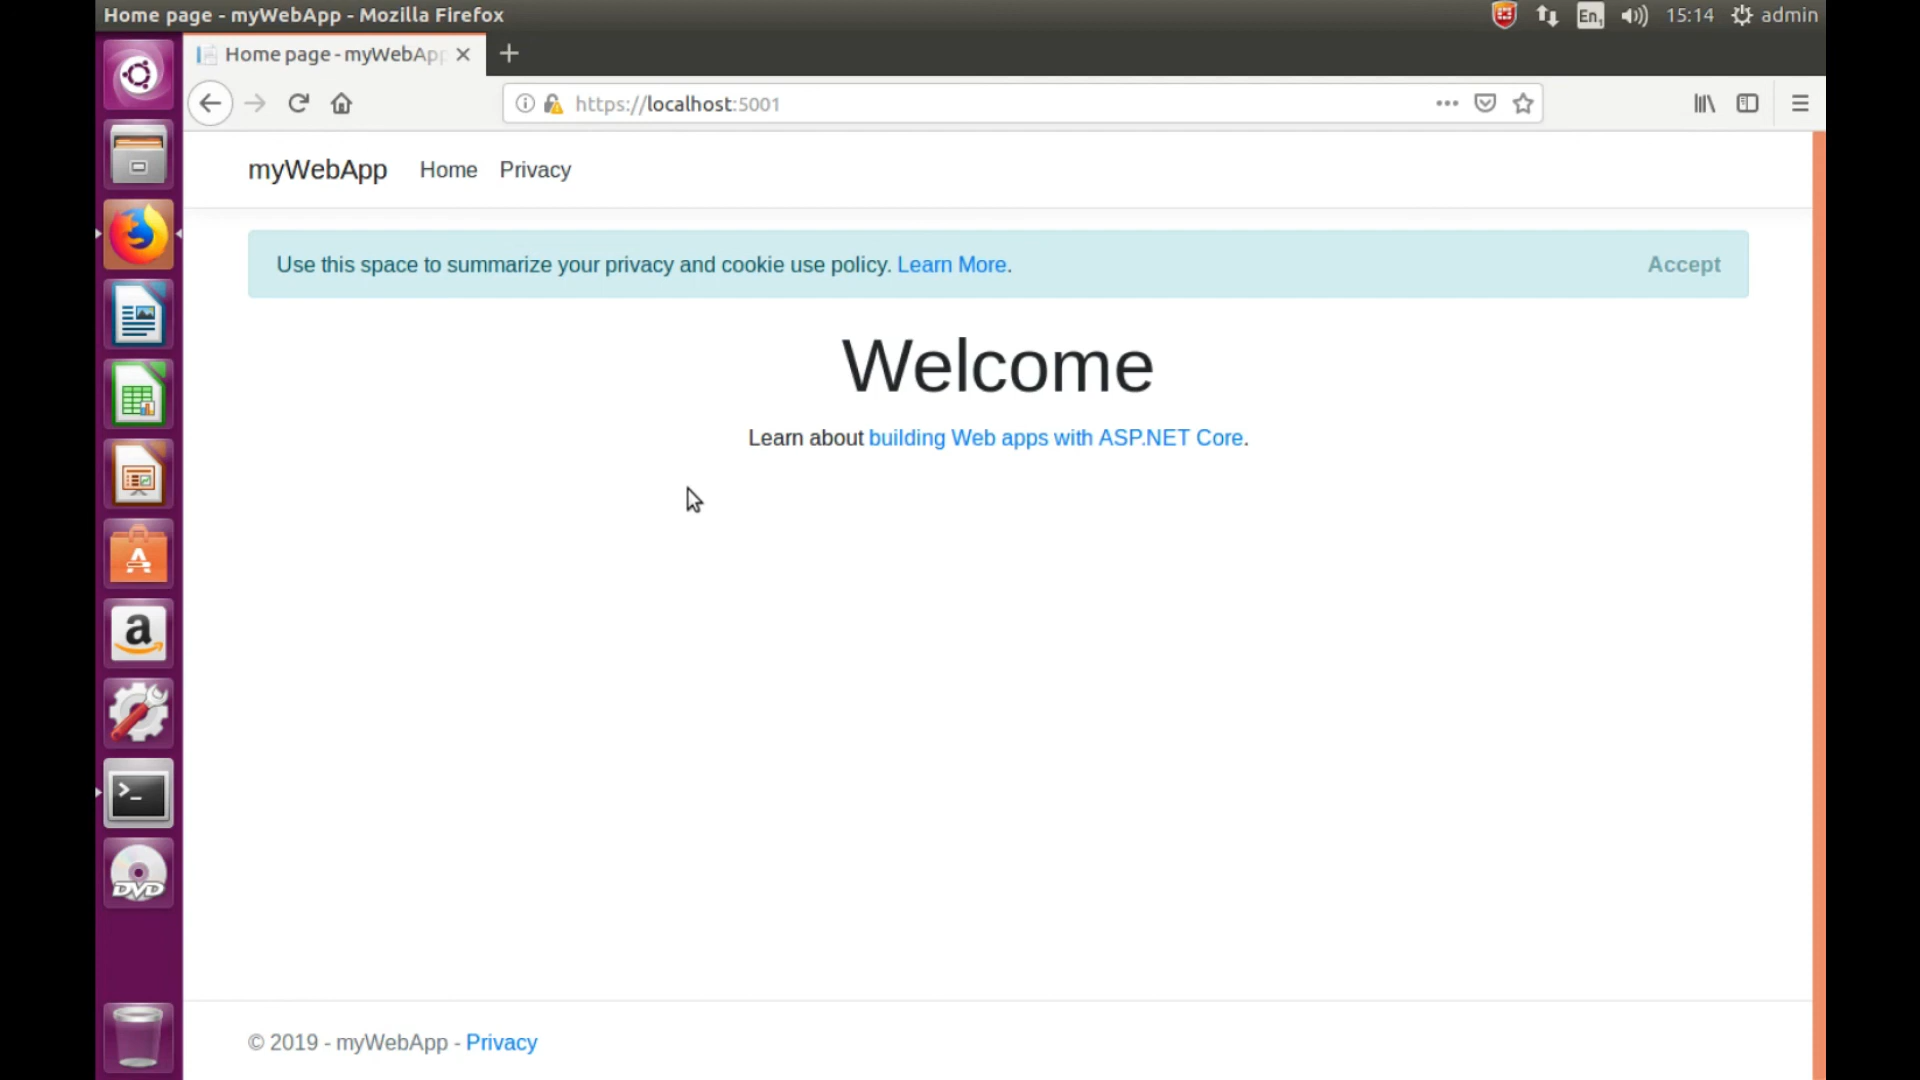 Home page - myWebApp - Mozilla Firefox
En1 15:14 admin
Home page - myWebApp
https://localhost:5001
myWebApp Home Privacy
Use this space to summarize your privacy and cookie use policy. Learn More. Accept
Welcome
Learn about building Web apps with ASP.NET Core.
© 2019 - myWebApp - Privacy
A
a
>_
DVD